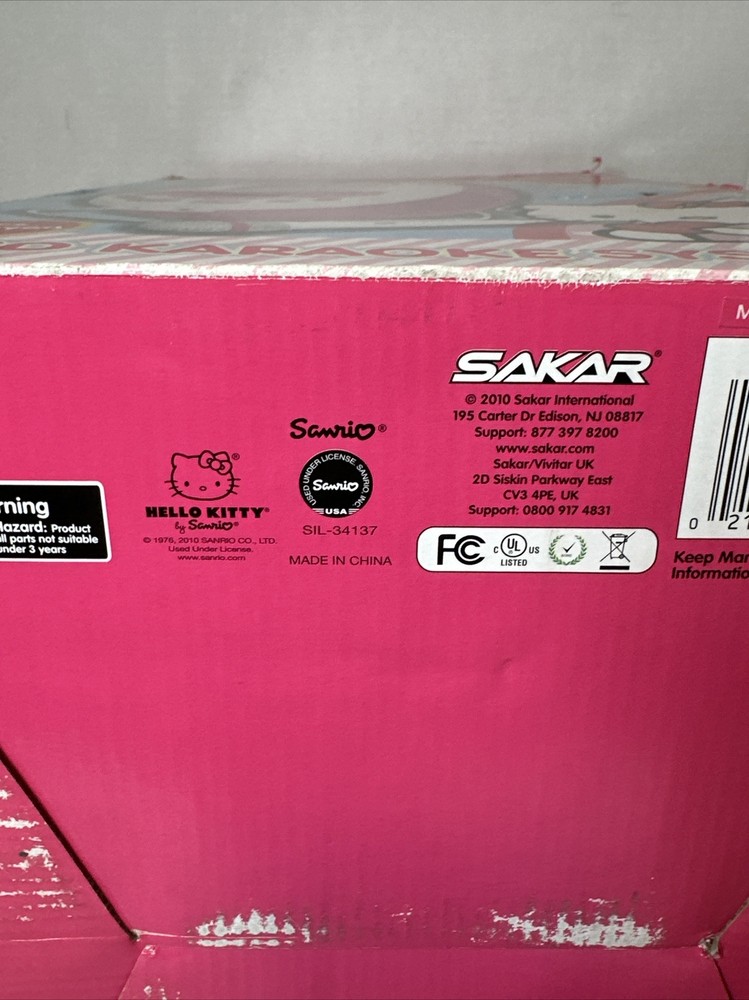 KARAOKE SYS
SAKAR®
© 2010 Sakar International
195 Carter Dr Edison, NJ 08817
Support: 877 397 8200
www.sakar.com
Sakar/Vivitar UK
2D Siskin Parkway East
CV3 4PE, UK
Support: 0800 917 4831
FC
C UL US
LISTED
Sanrio®
USED UNDER LICENSE. SANRIO, INC.
Sanrio
USA
SIL-34137
MADE IN CHINA
HELLO KITTY®
by Sanrio®
© 1976, 2010 SANRIO CO., LTD.
Used Under License.
www.sanrio.com
rning
Hazard: Product
all parts not suitable
under 3 years
M
0 2
Keep Mar
Informatio